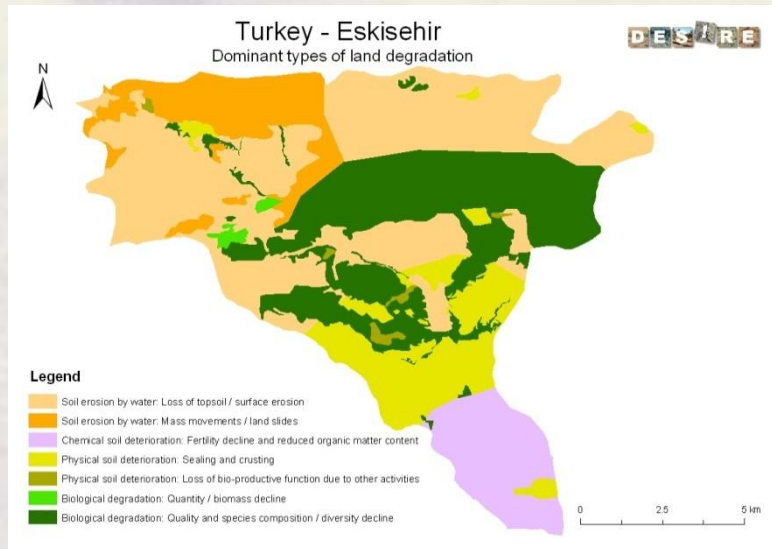 Turkey - Eskisehir
Dominant types of land degradation
DESIRE
N
Legend
Soil erosion by water: Loss of topsoil / surface erosion
Soil erosion by water: Mass movements / land slides
Chemical soil deterioration: Fertility decline and reduced organic matter content
Physical soil deterioration: Sealing and crusting
Physical soil deterioration: Loss of bio-productive function due to other activities
Biological degradation: Quantity / biomass decline
Biological degradation: Quality and species composition / diversity decline
0 2.5 5 km